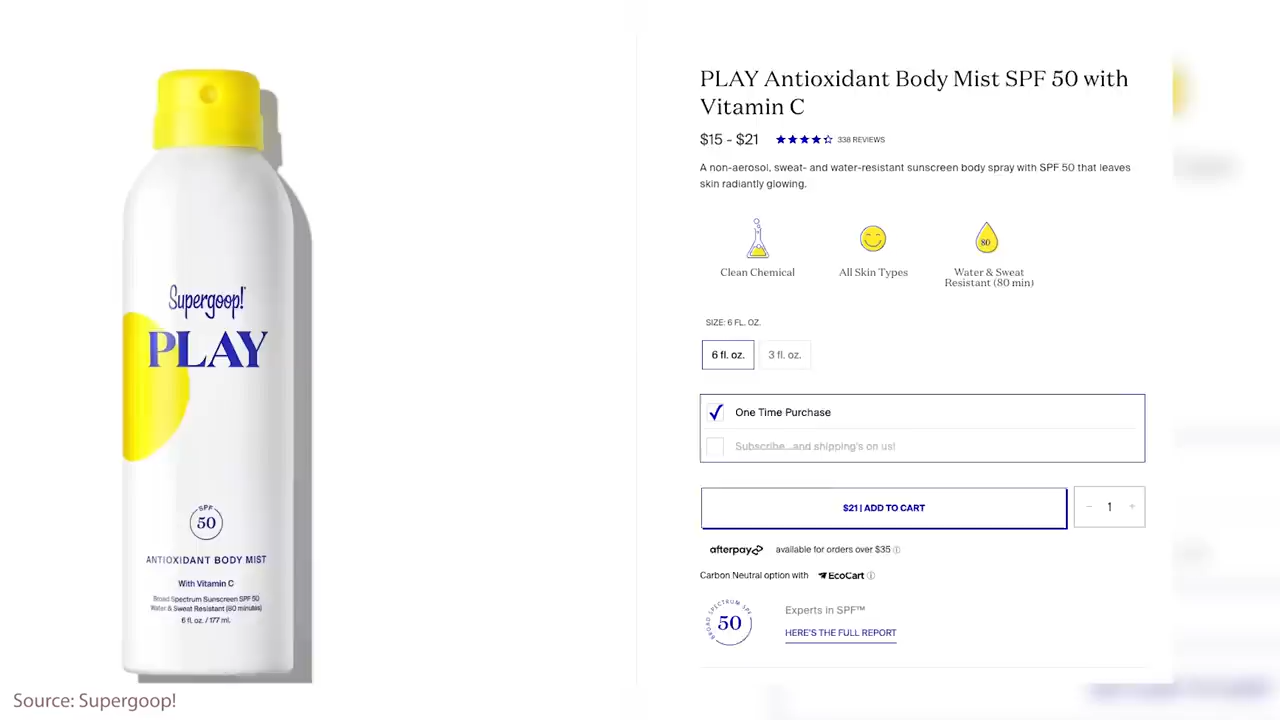 Supergoop!
PLAY
SPF
50
ANTIOXIDANT BODY MIST
With Vitamin C
Broad Spectrum Sunscreen SPF 50
Water & Sweat Resistant (80 minutes)
6 fl. oz. / 177 ml.
Source: Supergoop!
PLAY Antioxidant Body Mist SPF 50 with
Vitamin C
$15 - $21 338 REVIEWS
A non-aerosol, sweat- and water-resistant sunscreen body spray with SPF 50 that leaves
skin radiantly glowing.
80
Clean Chemical All Skin Types Water & Sweat
Resistant (80 min)
SIZE: 6 FL. OZ.
6 fl. oz. 3 fl. oz.
One Time Purchase
Subscribe...and shipping's on us!
$21 | ADD TO CART − 1 +
afterpay available for orders over $35
Carbon Neutral option with EcoCart
BROAD SPECTRUM SPF
50
Experts in SPF™
HERE'S THE FULL REPORT